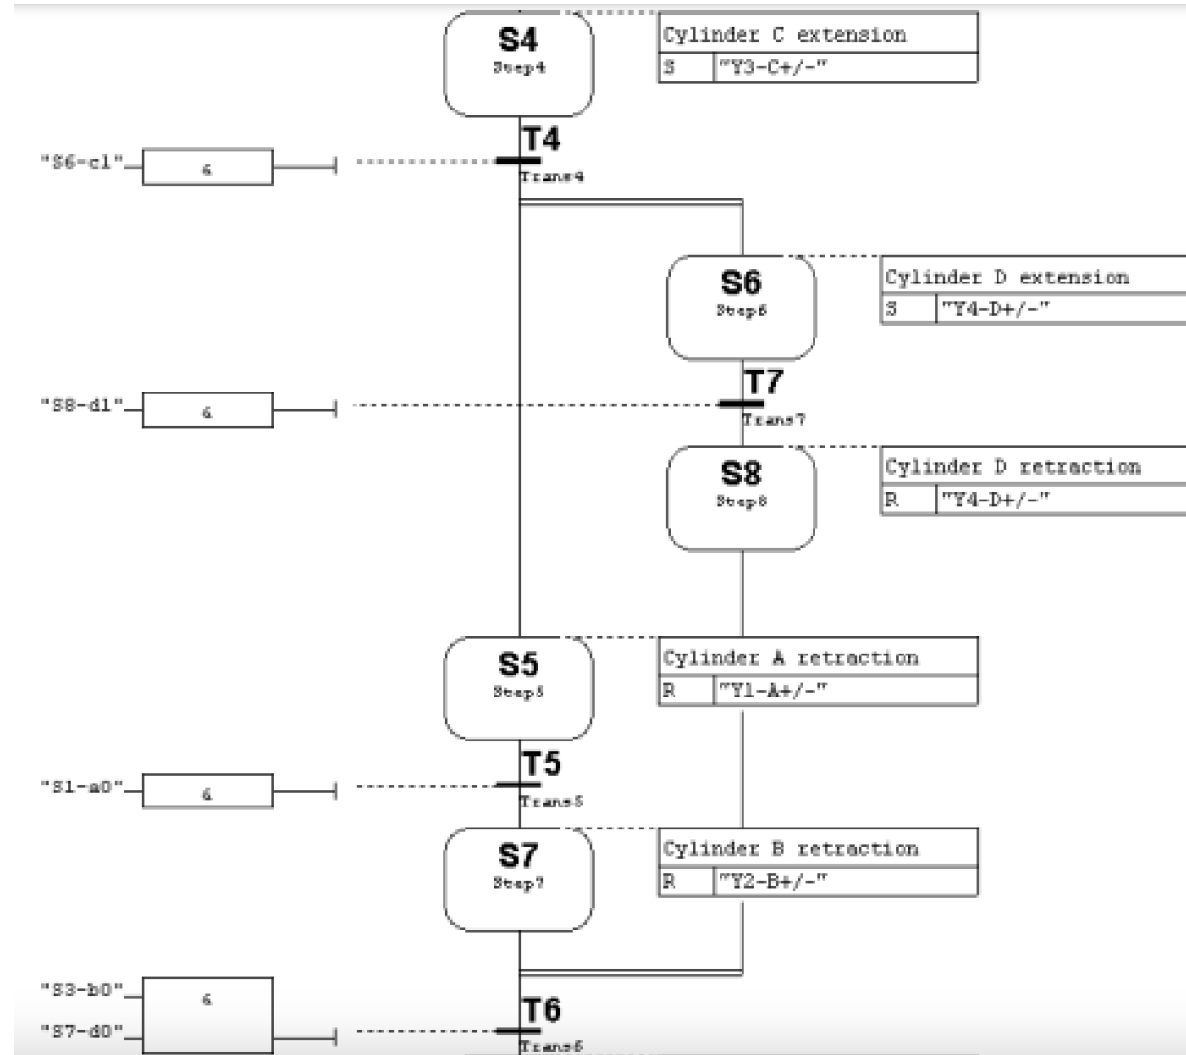 S4
Step4
Cylinder C extension
S "Y3-C+/-"
T4
"S6-c1"
&
Trans4
S6
Step6
Cylinder D extension
S "Y4-D+/-"
T7
"S8-d1"
&
Trans7
S8
Step8
Cylinder D retraction
R "Y4-D+/-"
S5
Step5
Cylinder A retraction
R "Y1-A+/-"
T5
"S1-a0"
&
Trans5
S7
Step7
Cylinder B retraction
R "Y2-B+/-"
"S3-b0"
&
T6
"S7-d0"
Trans6